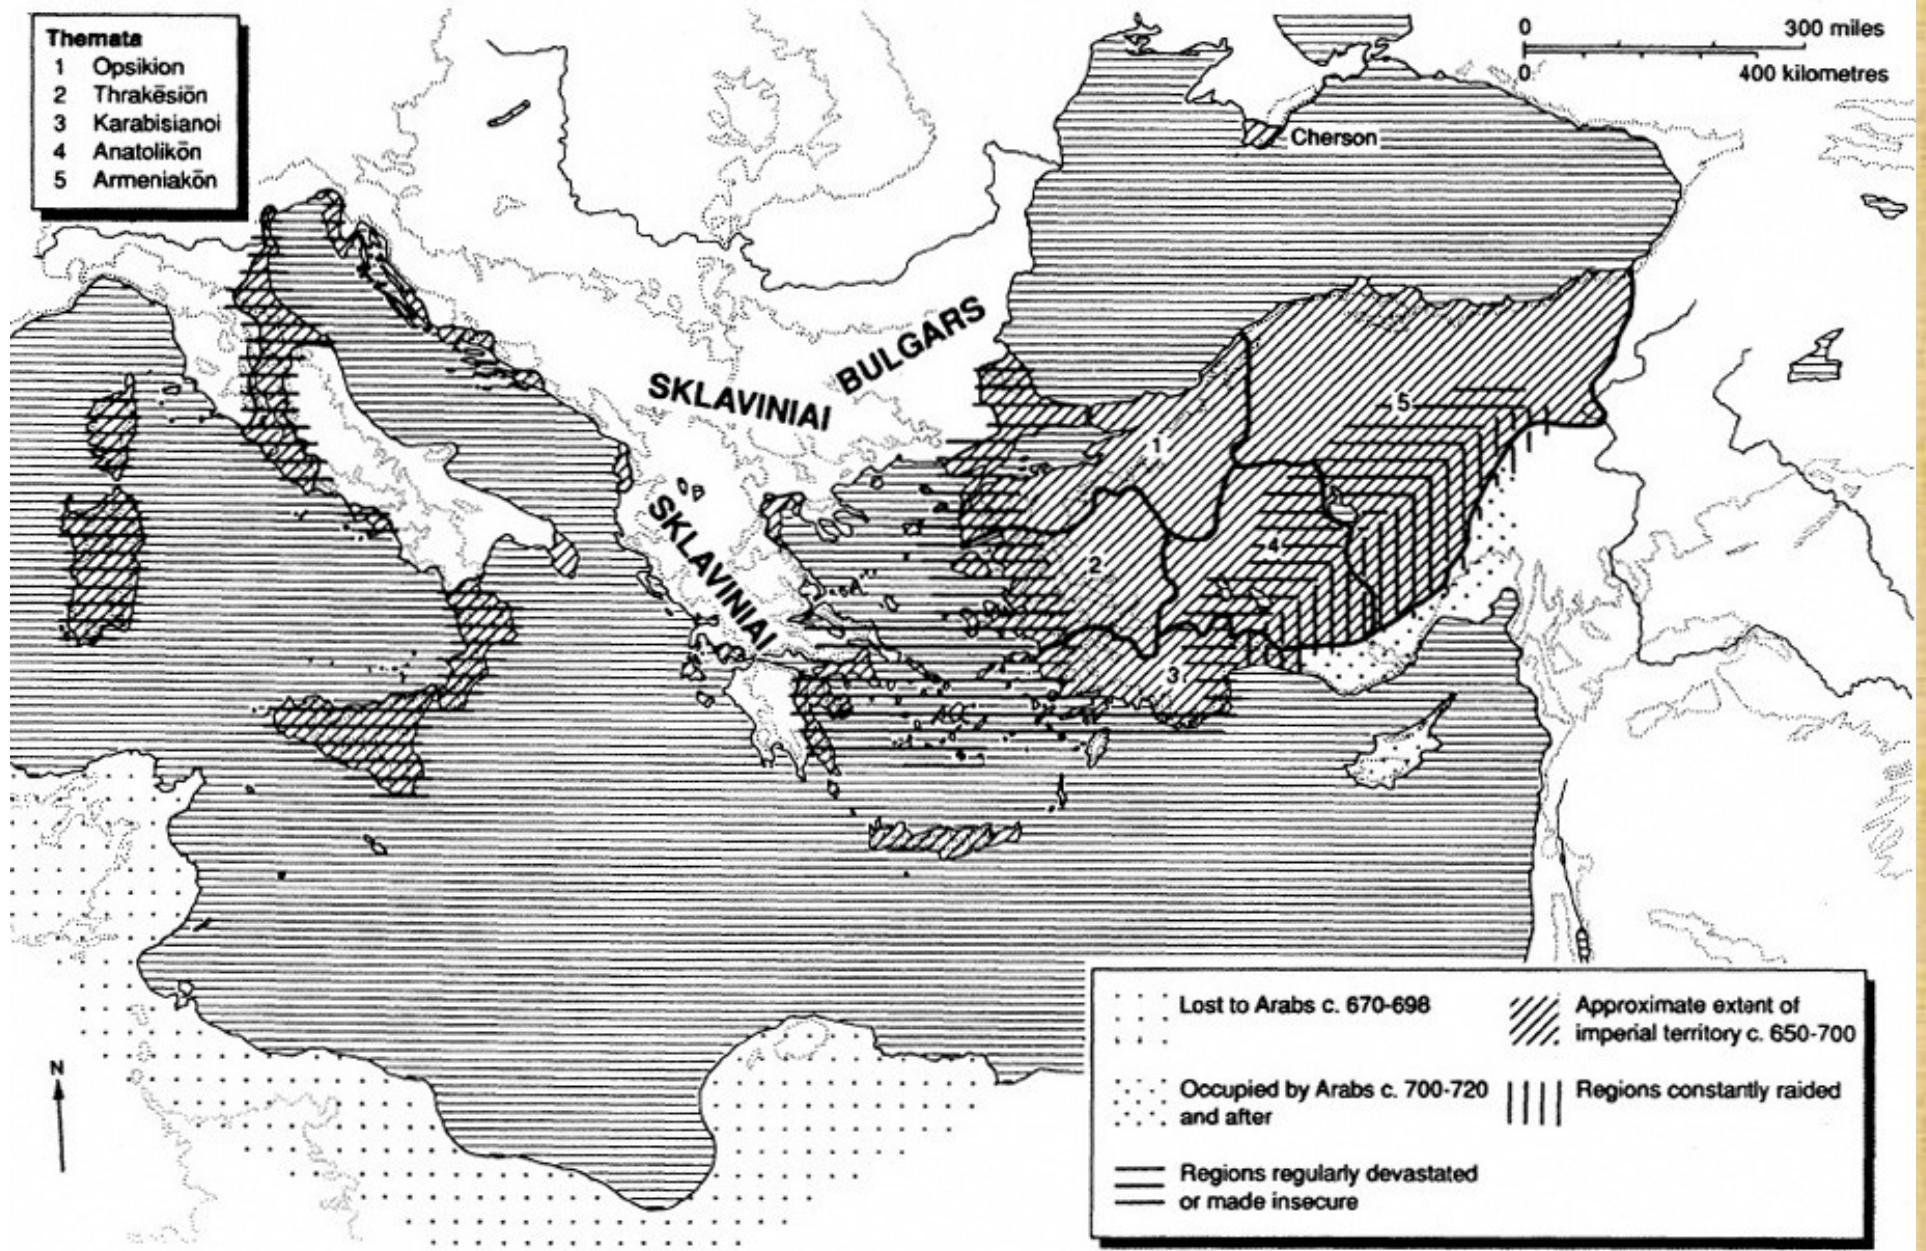 Themata
1 Opsikion
2 Thrakēsiōn
3 Karabisianoi
4 Anatolikōn
5 Armeniakōn
0 300 miles
0 400 kilometres
Cherson
BULGARS
SKLAVINIAI
SKLAVINIAI
1
2
3
4
5
N
Lost to Arabs c. 670-698
Occupied by Arabs c. 700-720
and after
Regions regularly devastated
or made insecure
Approximate extent of
imperial territory c. 650-700
Regions constantly raided